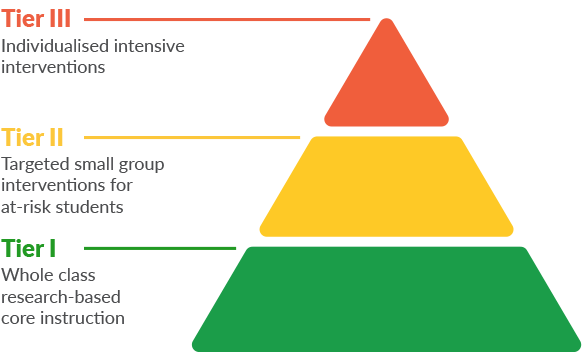 Tier III
Individualised intensive
interventions
Tier II
Targeted small group
interventions for
at-risk students
Tier I
Whole class
research-based
core instruction